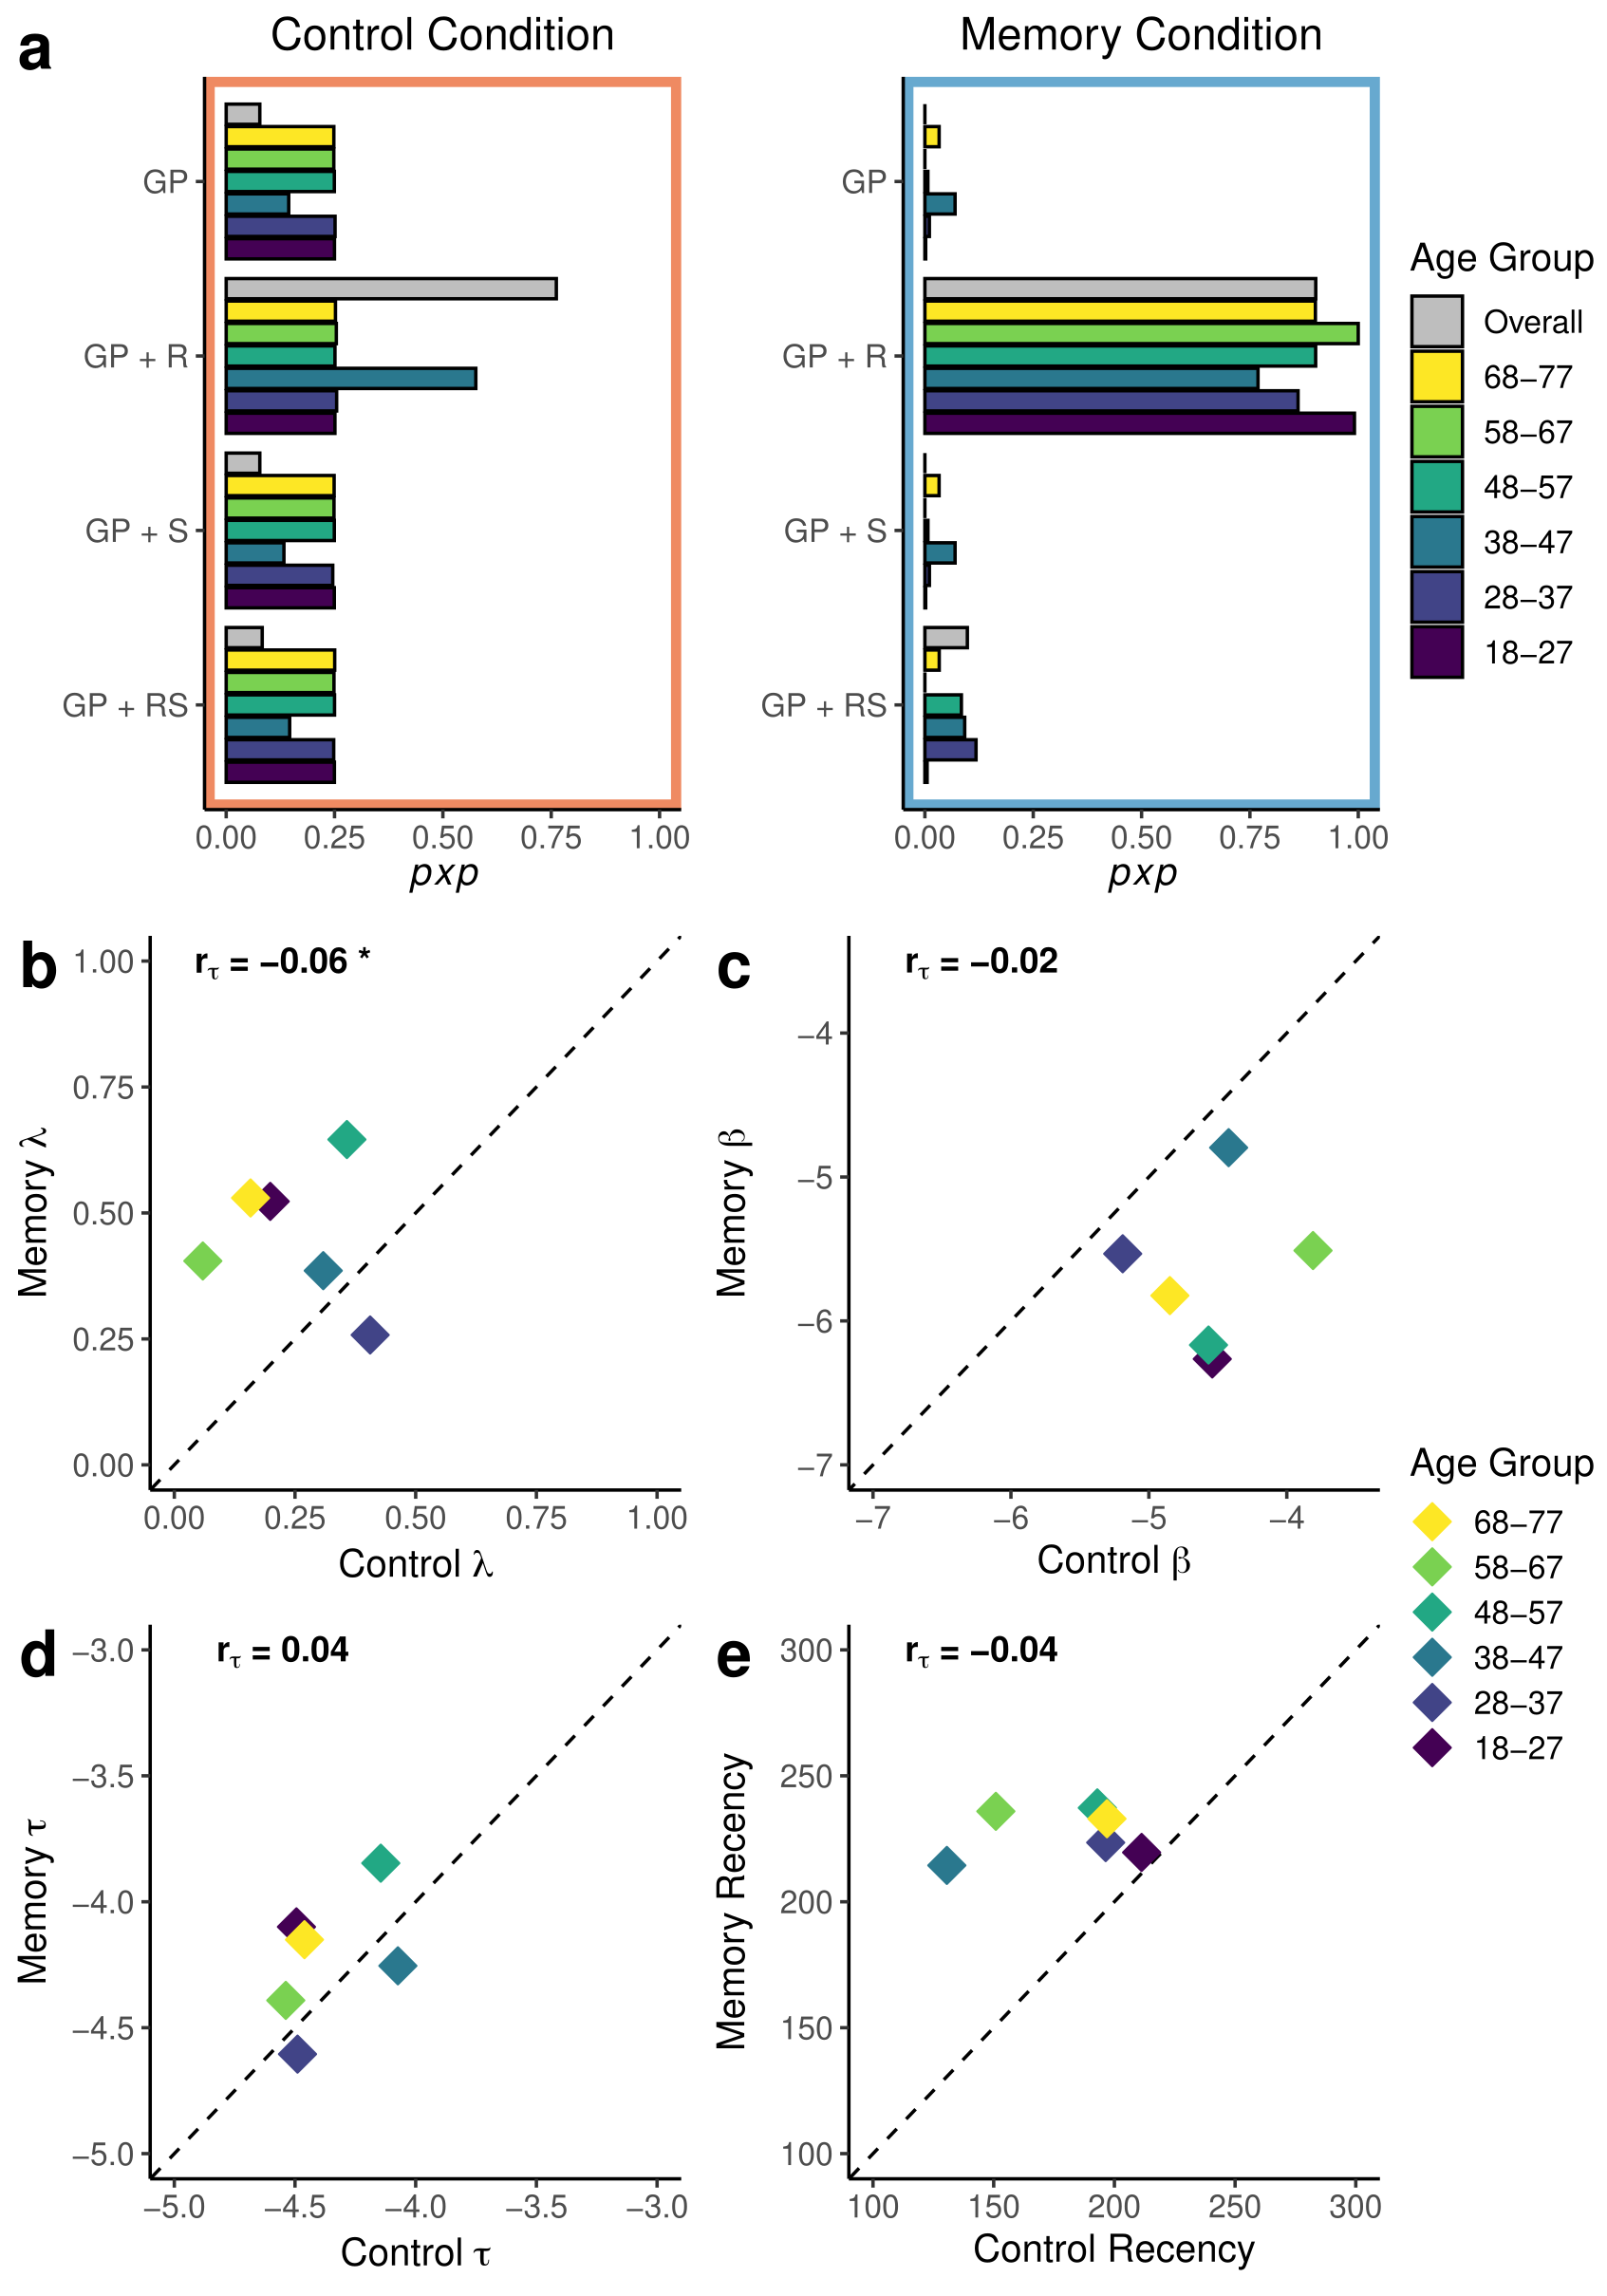 a
Control Condition
Memory Condition
GP
GP + R
GP + S
GP + RS
0.00 0.25 0.50 0.75 1.00
pxp
GP
GP + R
GP + S
GP + RS
0.00 0.25 0.50 0.75 1.00
pxp
Age Group
Overall
68−77
58−67
48−57
38−47
28−37
18−27
b
rτ = −0.06 *
Memory λ
1.00
0.75
0.50
0.25
0.00
0.00 0.25 0.50 0.75 1.00
Control λ
c
rτ = −0.02
Memory β
−4
−5
−6
−7
−7 −6 −5 −4
Control β
d
rτ = 0.04
Memory τ
−3.0
−3.5
−4.0
−4.5
−5.0
−5.0 −4.5 −4.0 −3.5 −3.0
Control τ
e
rτ = −0.04
Memory Recency
300
250
200
150
100
100 150 200 250 300
Control Recency
Age Group
68−77
58−67
48−57
38−47
28−37
18−27